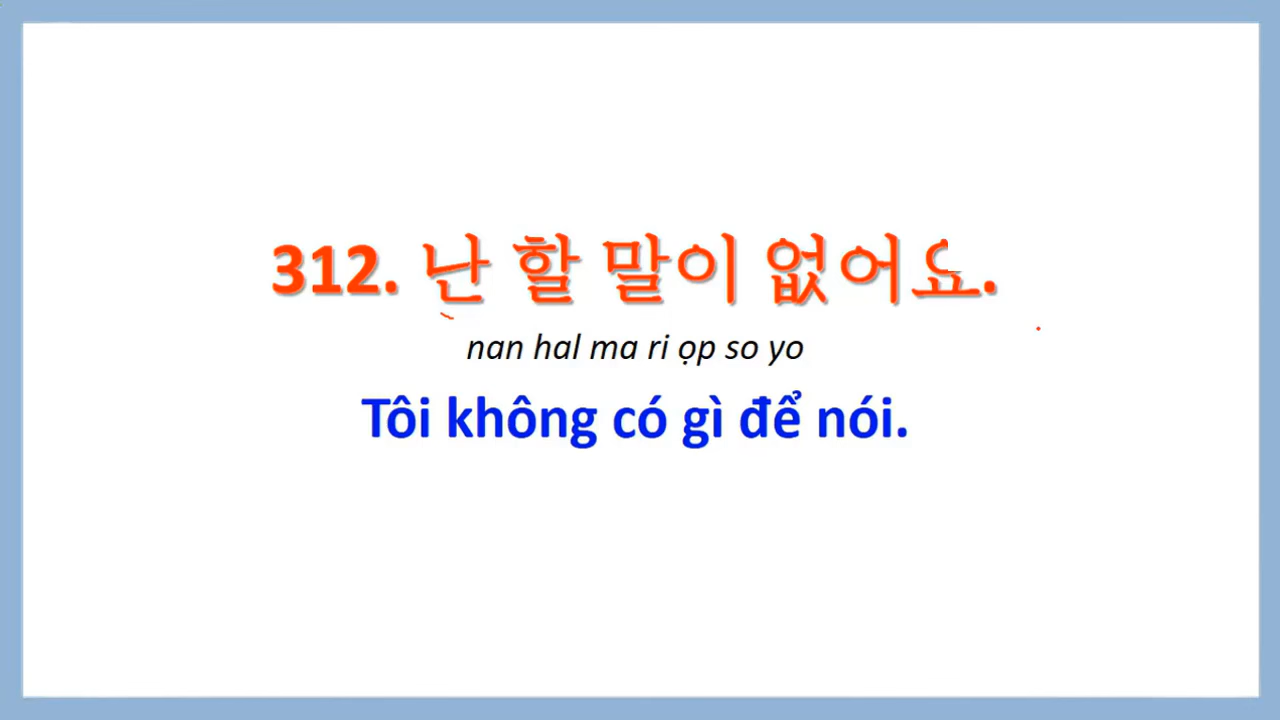 312. 난 할 말이 없어요.
nan hal ma ri ọp so yo
Tôi không có gì để nói.